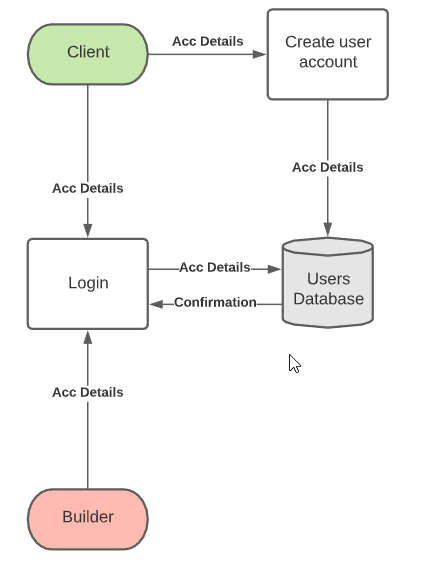 Client
Acc Details
Create user
account
Acc Details
Acc Details
Login
Acc Details
Confirmation
Users
Database
Acc Details
Builder